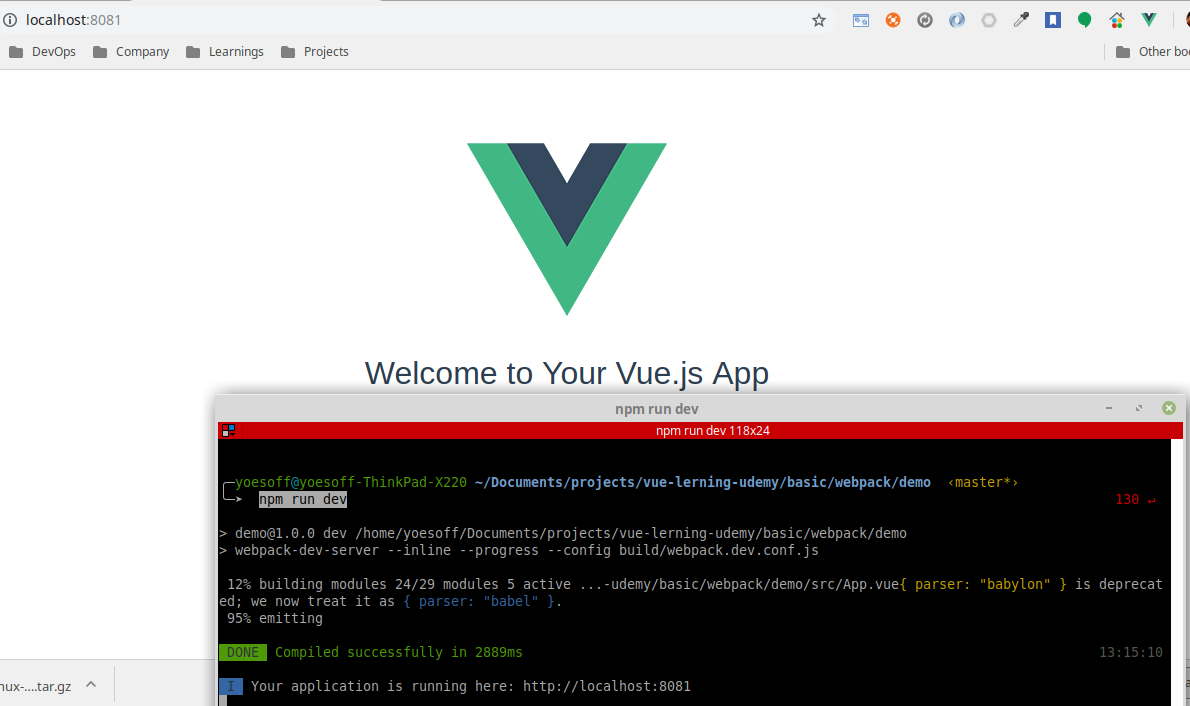 localhost:8081
DevOps Company Learnings Projects Other boo
Welcome to Your Vue.js App
npm run dev
npm run dev 118x24
yoesoff@yoesoff-ThinkPad-X220 ~/Documents/projects/vue-lerning-udemy/basic/webpack/demo ‹master*›
npm run dev 130 ↵
> demo@1.0.0 dev /home/yoesoff/Documents/projects/vue-lerning-udemy/basic/webpack/demo
> webpack-dev-server --inline --progress --config build/webpack.dev.conf.js
12% building modules 24/29 modules 5 active ...-udemy/basic/webpack/demo/src/App.vue{ parser: "babylon" } is deprecat
ed; we now treat it as { parser: "babel" }.
95% emitting
DONE Compiled successfully in 2889ms 13:15:10
I Your application is running here: http://localhost:8081
nux-....tar.gz